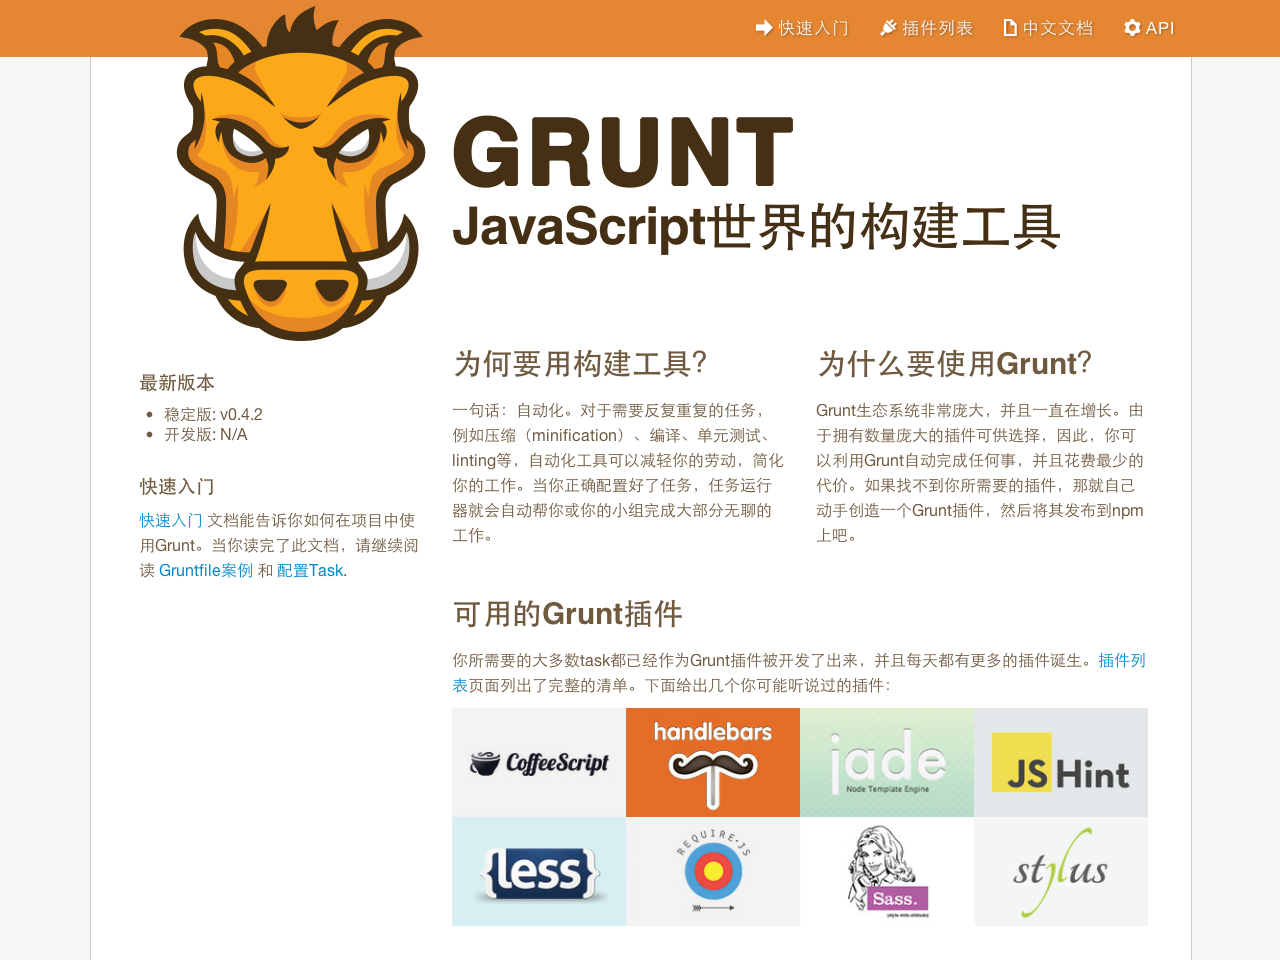 快速入门
插件列表
中文文档
API
GRUNT
JavaScript世界的构建工具
最新版本
稳定版: v0.4.2
开发版: N/A
快速入门
快速入门 文档能告诉你如何在项目中使
用Grunt。当你读完了此文档，请继续阅
读 Gruntfile案例 和 配置Task.
为何要用构建工具？
一句话：自动化。对于需要反复重复的任务，
例如压缩（minification）、编译、单元测试、
linting等，自动化工具可以减轻你的劳动，简化
你的工作。当你正确配置好了任务，任务运行
器就会自动帮你或你的小组完成大部分无聊的
工作。
为什么要使用Grunt？
Grunt生态系统非常庞大，并且一直在增长。由
于拥有数量庞大的插件可供选择，因此，你可
以利用Grunt自动完成任何事，并且花费最少的
代价。如果找不到你所需要的插件，那就自己
动手创造一个Grunt插件，然后将其发布到npm
上吧。
可用的Grunt插件
你所需要的大多数task都已经作为Grunt插件被开发了出来，并且每天都有更多的插件诞生。插件列
表页面列出了完整的清单。下面给出几个你可能听说过的插件：
CoffeeScript
handlebars
jade
Node Template Engine
JSHint
{less}
REQUIRE·JS
Sass.
(style with attitude)
stylus